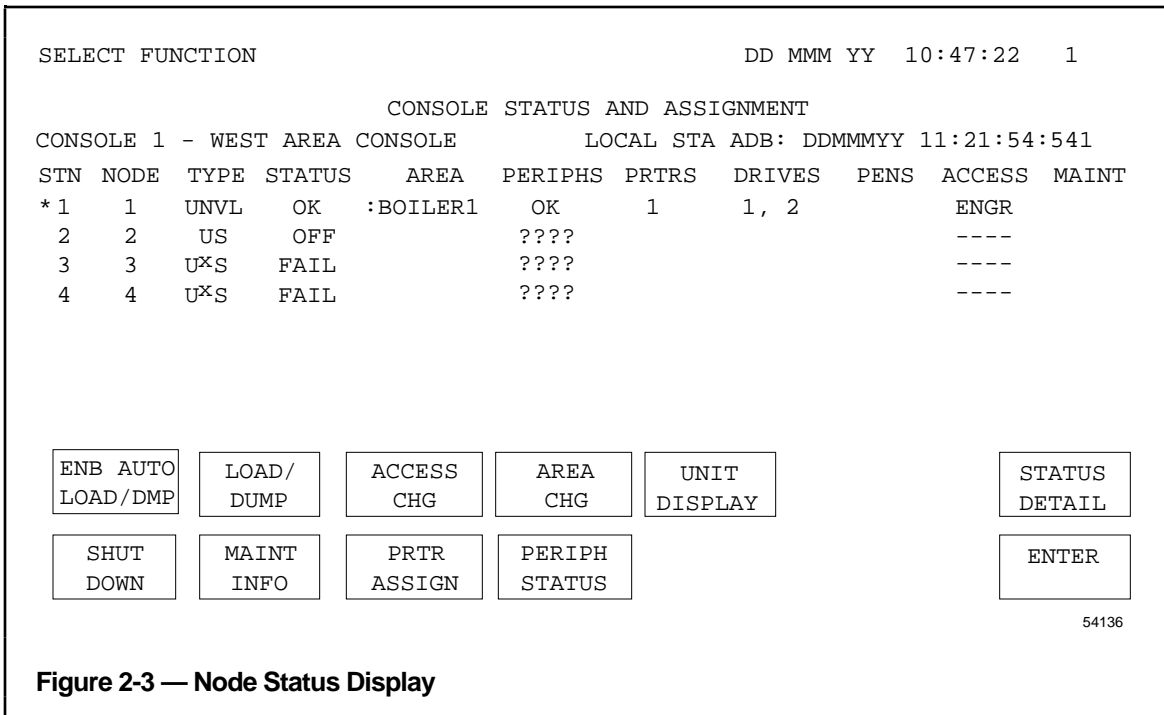 SELECT FUNCTION DD MMM YY 10:47:22 1
CONSOLE STATUS AND ASSIGNMENT
CONSOLE 1 - WEST AREA CONSOLE LOCAL STA ADB: DDMMMYY 11:21:54:541
STN NODE TYPE STATUS AREA PERIPHS PRTRS DRIVES PENS ACCESS MAINT
*1 1 UNVL OK :BOILER1 OK 1 1, 2 ENGR
2 2 US OFF ???? ----
3 3 UXS FAIL ???? ----
4 4 UXS FAIL ???? ----
ENB AUTO LOAD/ ACCESS AREA UNIT STATUS
LOAD/DMP DUMP CHG CHG DISPLAY DETAIL
SHUT MAINT PRTR PERIPH ENTER
DOWN INFO ASSIGN STATUS
54136
Figure 2-3 — Node Status Display